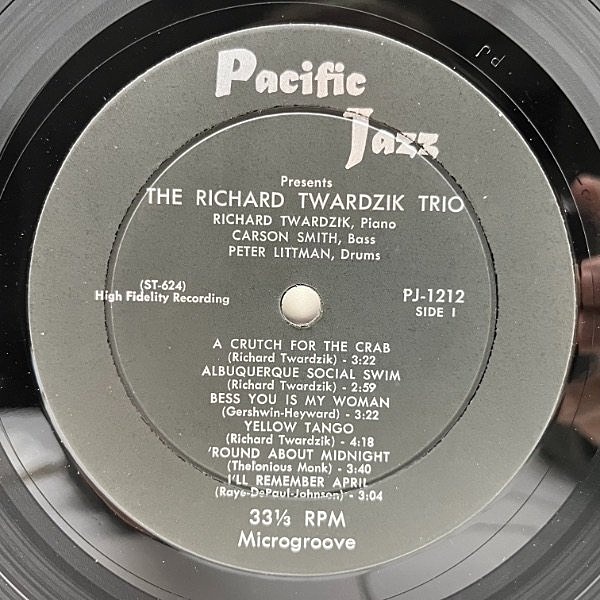 Pacific
Jazz
Presents
THE RICHARD TWARDZIK TRIO
RICHARD TWARDZIK, Piano
CARSON SMITH, Bass
PETER LITTMAN, Drums
(ST-624)
High Fidelity Recording
PJ-1212
SIDE I
A CRUTCH FOR THE CRAB
(Richard Twardzik) - 3:22
ALBUQUERQUE SOCIAL SWIM
(Richard Twardzik) - 2:59
BESS YOU IS MY WOMAN
(Gershwin-Heyward) - 3:22
YELLOW TANGO
(Richard Twardzik) - 4:18
'ROUND ABOUT MIDNIGHT
(Thelonious Monk) - 3:40
I'LL REMEMBER APRIL
(Raye-DePaul-Johnson) - 3:04
33⅓ RPM
Microgroove